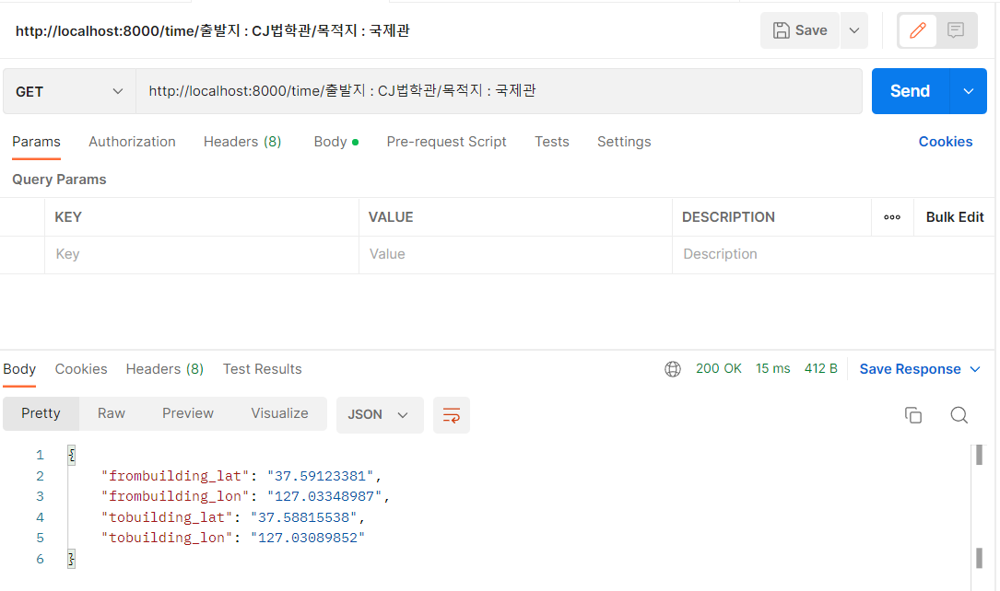 http://localhost:8000/time/출발지 : CJ법학관/목적지 : 국제관
Save
GET
http://localhost:8000/time/출발지 : CJ법학관/목적지 : 국제관
Send
Params Authorization Headers (8) Body Pre-request Script Tests Settings Cookies
Query Params
KEY VALUE DESCRIPTION Bulk Edit
Key Value Description
Body Cookies Headers (8) Test Results 200 OK 15 ms 412 B Save Response
Pretty Raw Preview Visualize JSON
1 {
2 "frombuilding_lat": "37.59123381",
3 "frombuilding_lon": "127.03348987",
4 "tobuilding_lat": "37.58815538",
5 "tobuilding_lon": "127.03089852"
6 }